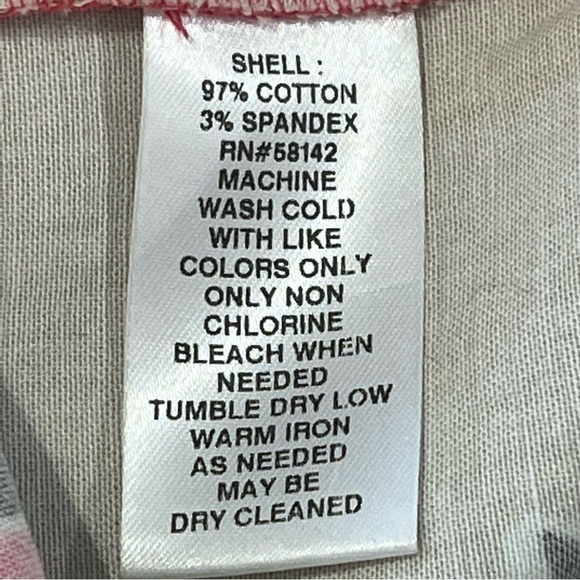 SHELL :
97% COTTON
3% SPANDEX
RN#58142
MACHINE
WASH COLD
WITH LIKE
COLORS ONLY
ONLY NON
CHLORINE
BLEACH WHEN
NEEDED
TUMBLE DRY LOW
WARM IRON
AS NEEDED
MAY BE
DRY CLEANED